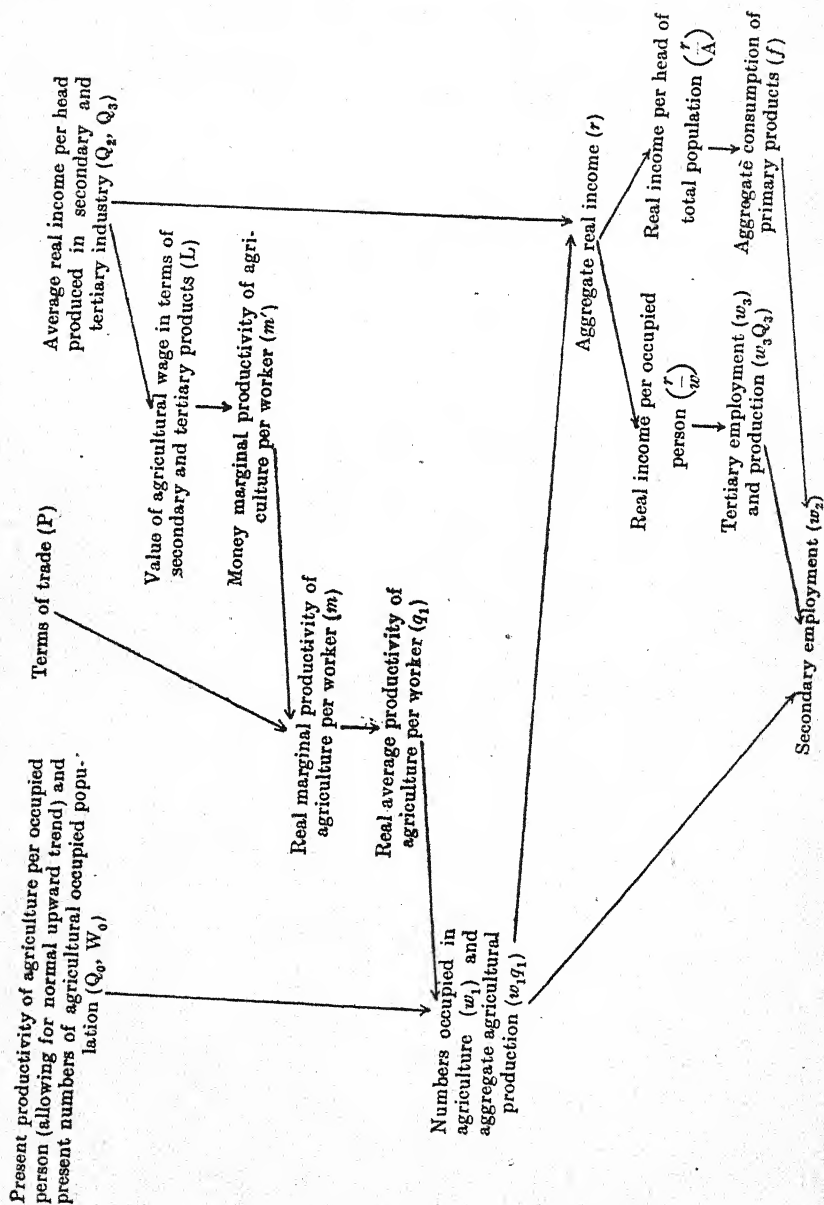 Present productivity of agriculture per occupied
person (allowing for normal upward trend) and
present numbers of agricultural occupied popu-
lation (Q₀, W₀)
Terms of trade (P)
Average real income per head
produced in secondary and
tertiary industry (Q₂, Q₃)
Value of agricultural wage in terms of
secondary and tertiary products (L)
Money marginal productivity of agri-
culture per worker (m′)
Real marginal productivity of
agriculture per worker (m)
Real average productivity of
agriculture per worker (q₁)
Numbers occupied in
agriculture (w₁) and
aggregate agricultural
production (w₁q₁)
Aggregate real income (r)
Real income per occupied
person (r/w)
Real income per head of
total population (r/A)
Tertiary employment (w₃)
and production (w₃Q₃)
Aggregate consumption of
primary products (f)
Secondary employment (w₂)